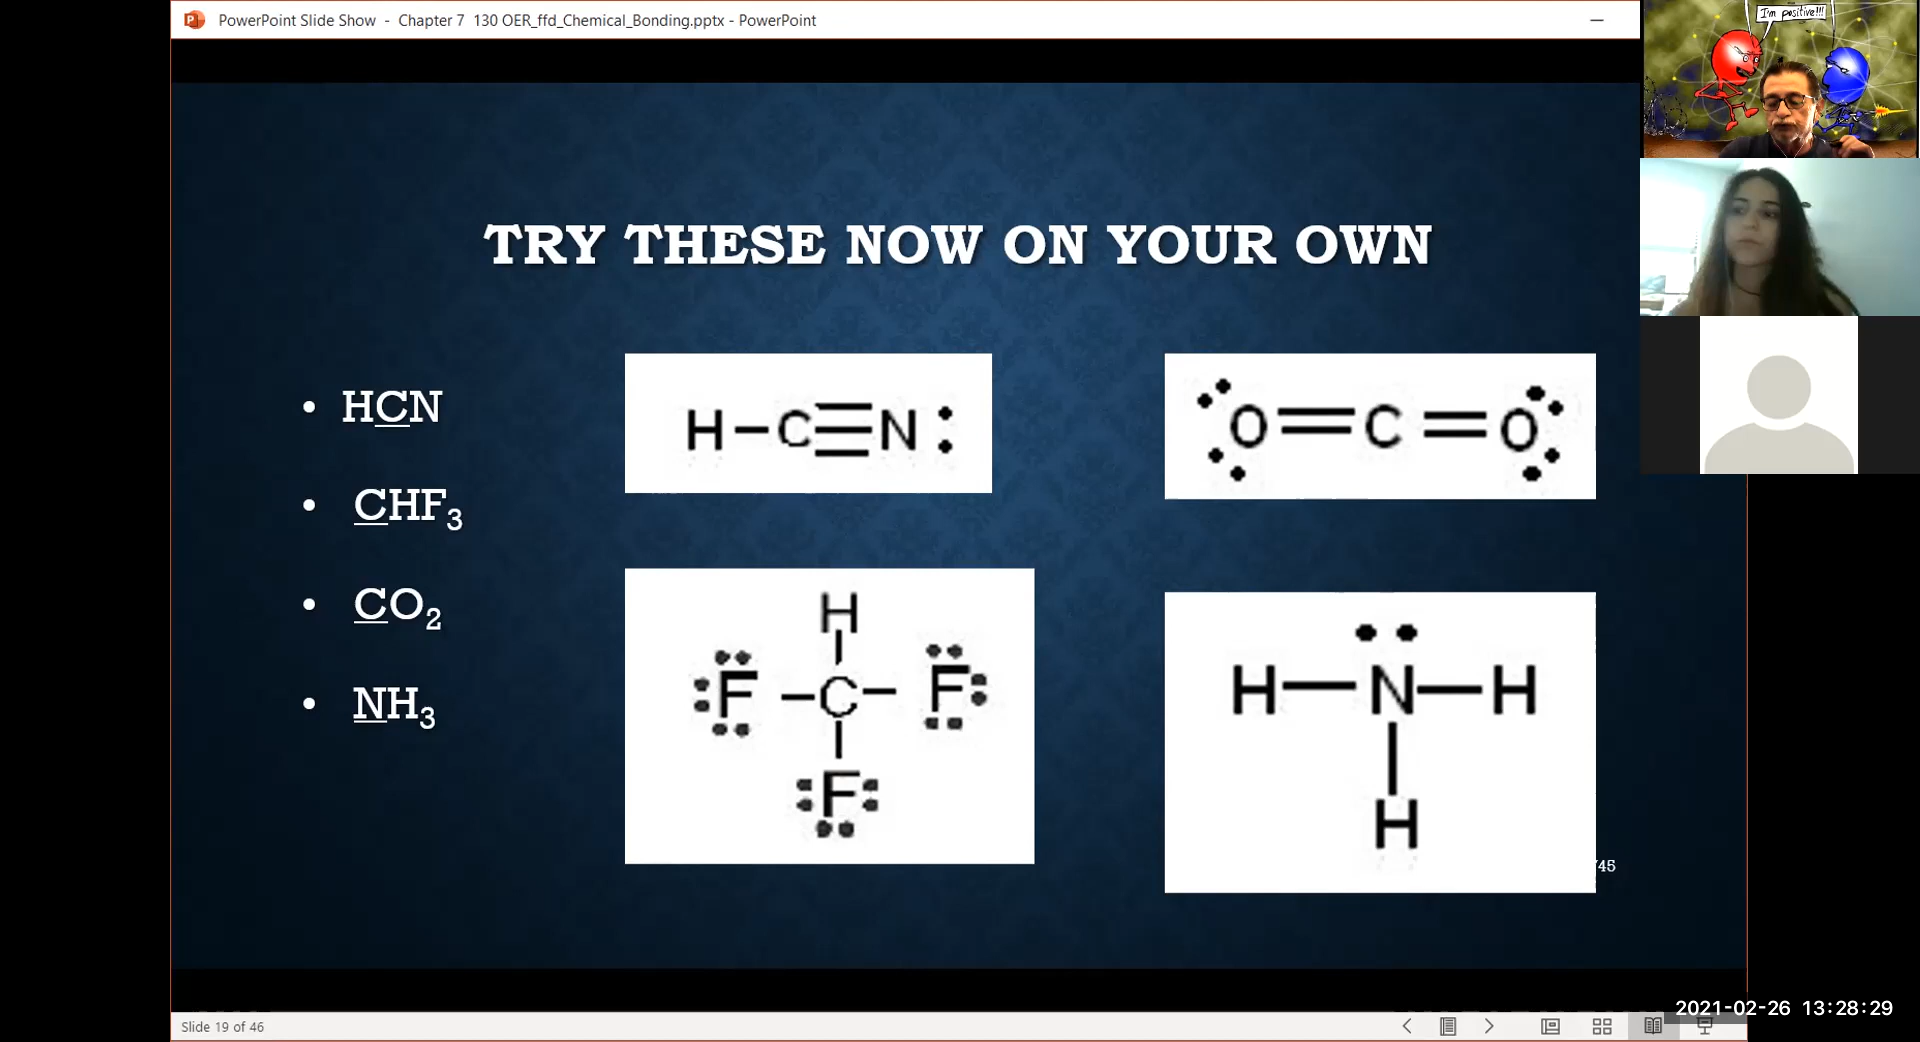 PowerPoint Slide Show - Chapter 7 130 OER_ffd_Chemical_Bonding.pptx - PowerPoint
I'm positive!!!
TRY THESE NOW ON YOUR OWN
• HCN
• CHF₃
• CO₂
• NH₃
H–C≡N:
O=C=O
H
F–C–F
F
H–N–H
H
/45
2021-02-26 13:28:29
Slide 19 of 46